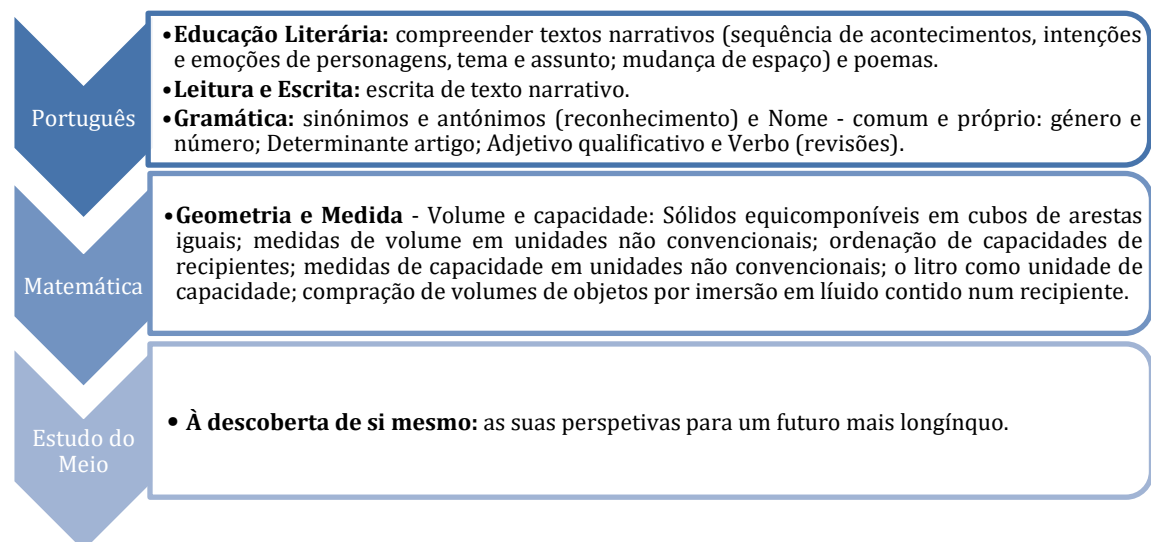 Português
•Educação Literária: compreender textos narrativos (sequência de acontecimentos, intenções
e emoções de personagens, tema e assunto; mudança de espaço) e poemas.
•Leitura e Escrita: escrita de texto narrativo.
•Gramática: sinónimos e antónimos (reconhecimento) e Nome - comum e próprio: género e
número; Determinante artigo; Adjetivo qualificativo e Verbo (revisões).
Matemática
•Geometria e Medida - Volume e capacidade: Sólidos equicomponíveis em cubos de arestas
iguais; medidas de volume em unidades não convencionais; ordenação de capacidades de
recipientes; medidas de capacidade em unidades não convencionais; o litro como unidade de
capacidade; compração de volumes de objetos por imersão em líuido contido num recipiente.
Estudo do
Meio
• À descoberta de si mesmo: as suas perspetivas para um futuro mais longínquo.